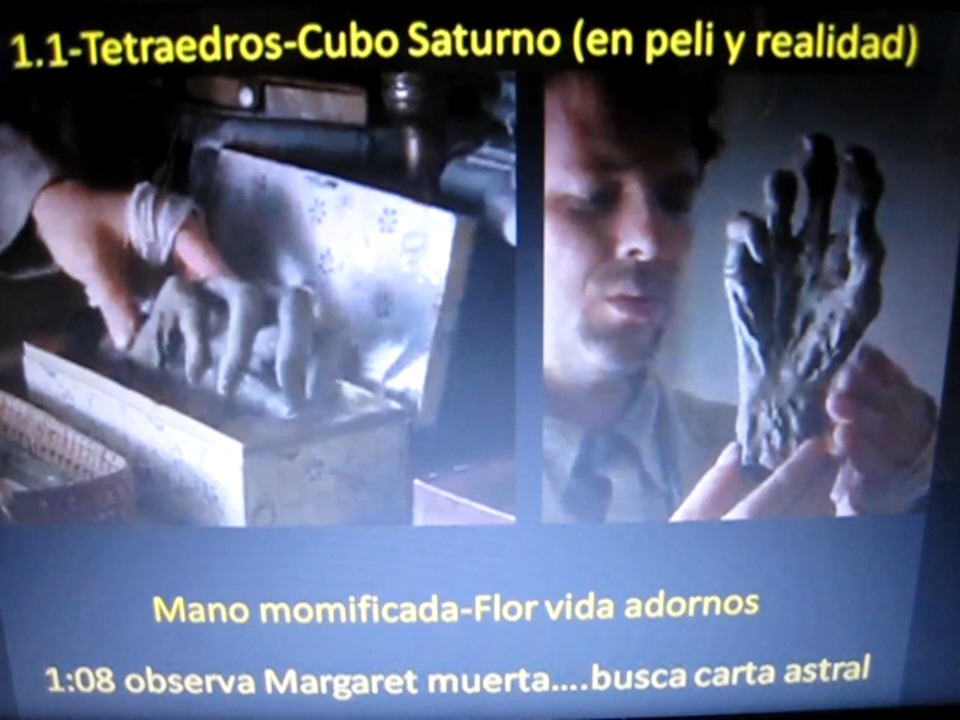 1.1-Tetraedros-Cubo Saturno (en peli y realidad)
Mano momificada-Flor vida adornos
1:08 observa Margaret muerta....busca carta astral